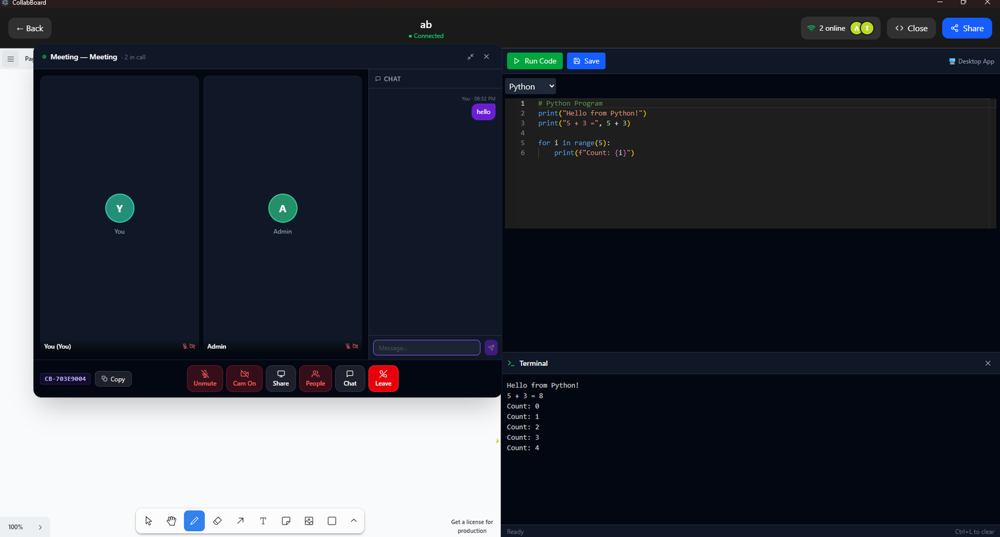 CollabBoard
← Back
ab
Connected
2 online
A
T
Close
Share
Meeting — Meeting · 2 in call
CHAT
You · 06:32 PM
hello
Y
You
A
Admin
You (You)
Admin
Message...
CB-703E9004
Copy
Unmute
Cam On
Share
People
Chat
Leave
100%
T
Get a license for
production
Run Code
Save
Desktop App
Python
1 # Python Program
2 print("Hello from Python!")
3 print("5 + 3 =", 5 + 3)
4
5 for i in range(5):
6     print(f"Count: {i}")
Terminal
Hello from Python!
5 + 3 = 8
Count: 0
Count: 1
Count: 2
Count: 3
Count: 4
Ready
Ctrl+L to clear